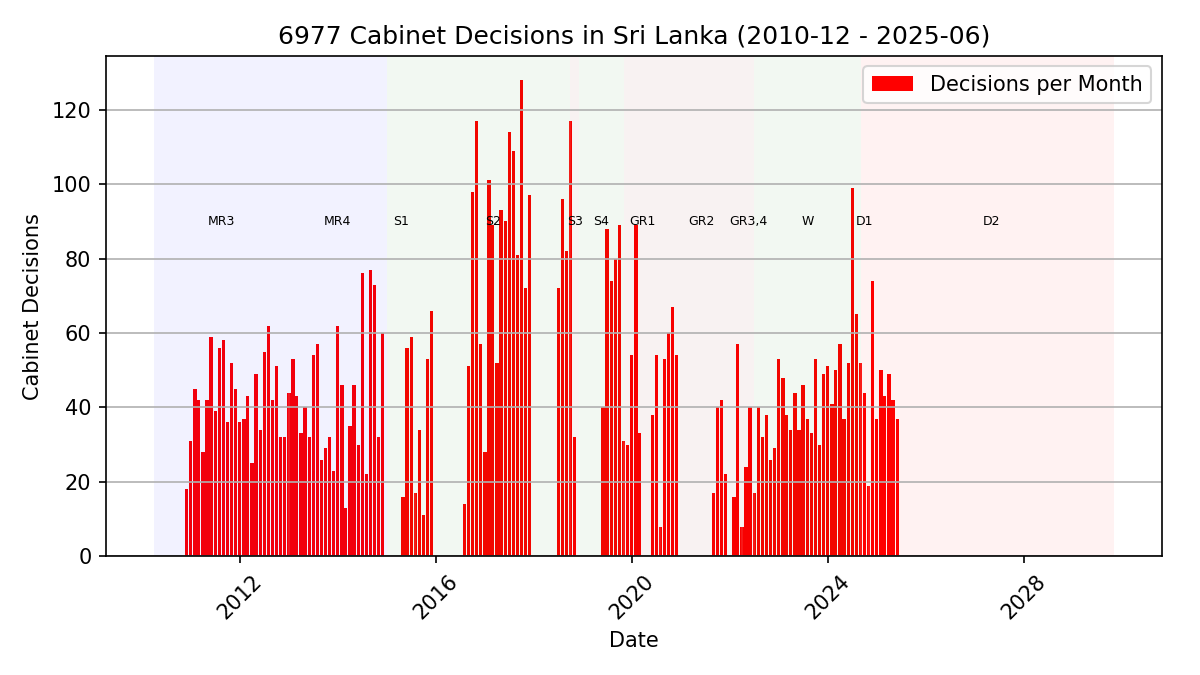 6977 Cabinet Decisions in Sri Lanka (2010-12 - 2025-06)
Decisions per Month
Cabinet Decisions
120
100
80
60
40
20
0
MR3 MR4 S1 S2 S3 S4 GR1 GR2 GR3,4 W D1 D2
2012 2016 2020 2024 2028
Date